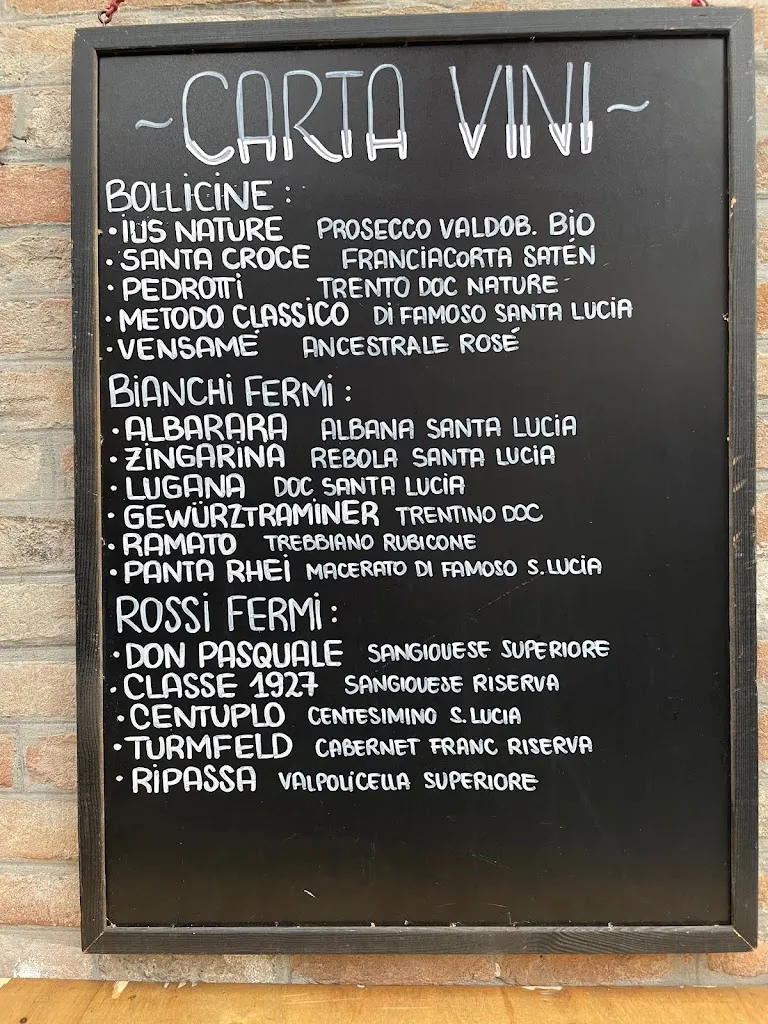 ~CARTA VINI~
BOLLICINE:
• IUS NATURE PROSECCO VALDOB. BIO
• SANTA CROCE FRANCIACORTA SATÉN
• PEDROTTI TRENTO DOC NATURE
• METODO CLASSICO DI FAMOSO SANTA LUCIA
• VENSAMÉ ANCESTRALE ROSÉ
BIANCHI FERMI:
• ALBARARA ALBANA SANTA LUCIA
• ZINGARINA REBOLA SANTA LUCIA
• LUGANA DOC SANTA LUCIA
• GEWÜRZTRAMINER TRENTINO DOC
• RAMATO TREBBIANO RUBICONE
• PANTA RHEI MACERATO DI FAMOSO S.LUCIA
ROSSI FERMI:
• DON PASQUALE SANGIOVESE SUPERIORE
• CLASSE 1927 SANGIOVESE RISERVA
• CENTUPLO CENTESIMINO S.LUCIA
• TURMFELD CABERNET FRANC RISERVA
• RIPASSA VALPOLICELLA SUPERIORE